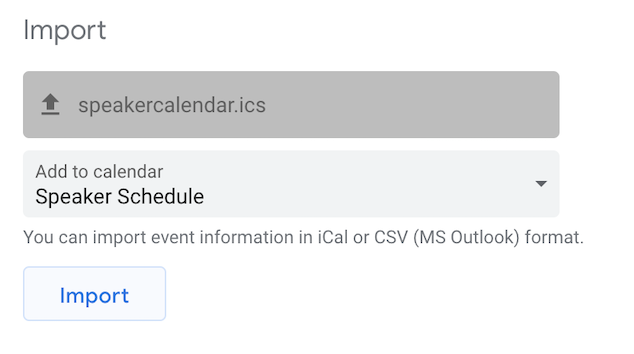 Import
speakercalendar.ics
Add to calendar
Speaker Schedule
You can import event information in iCal or CSV (MS Outlook) format.
Import